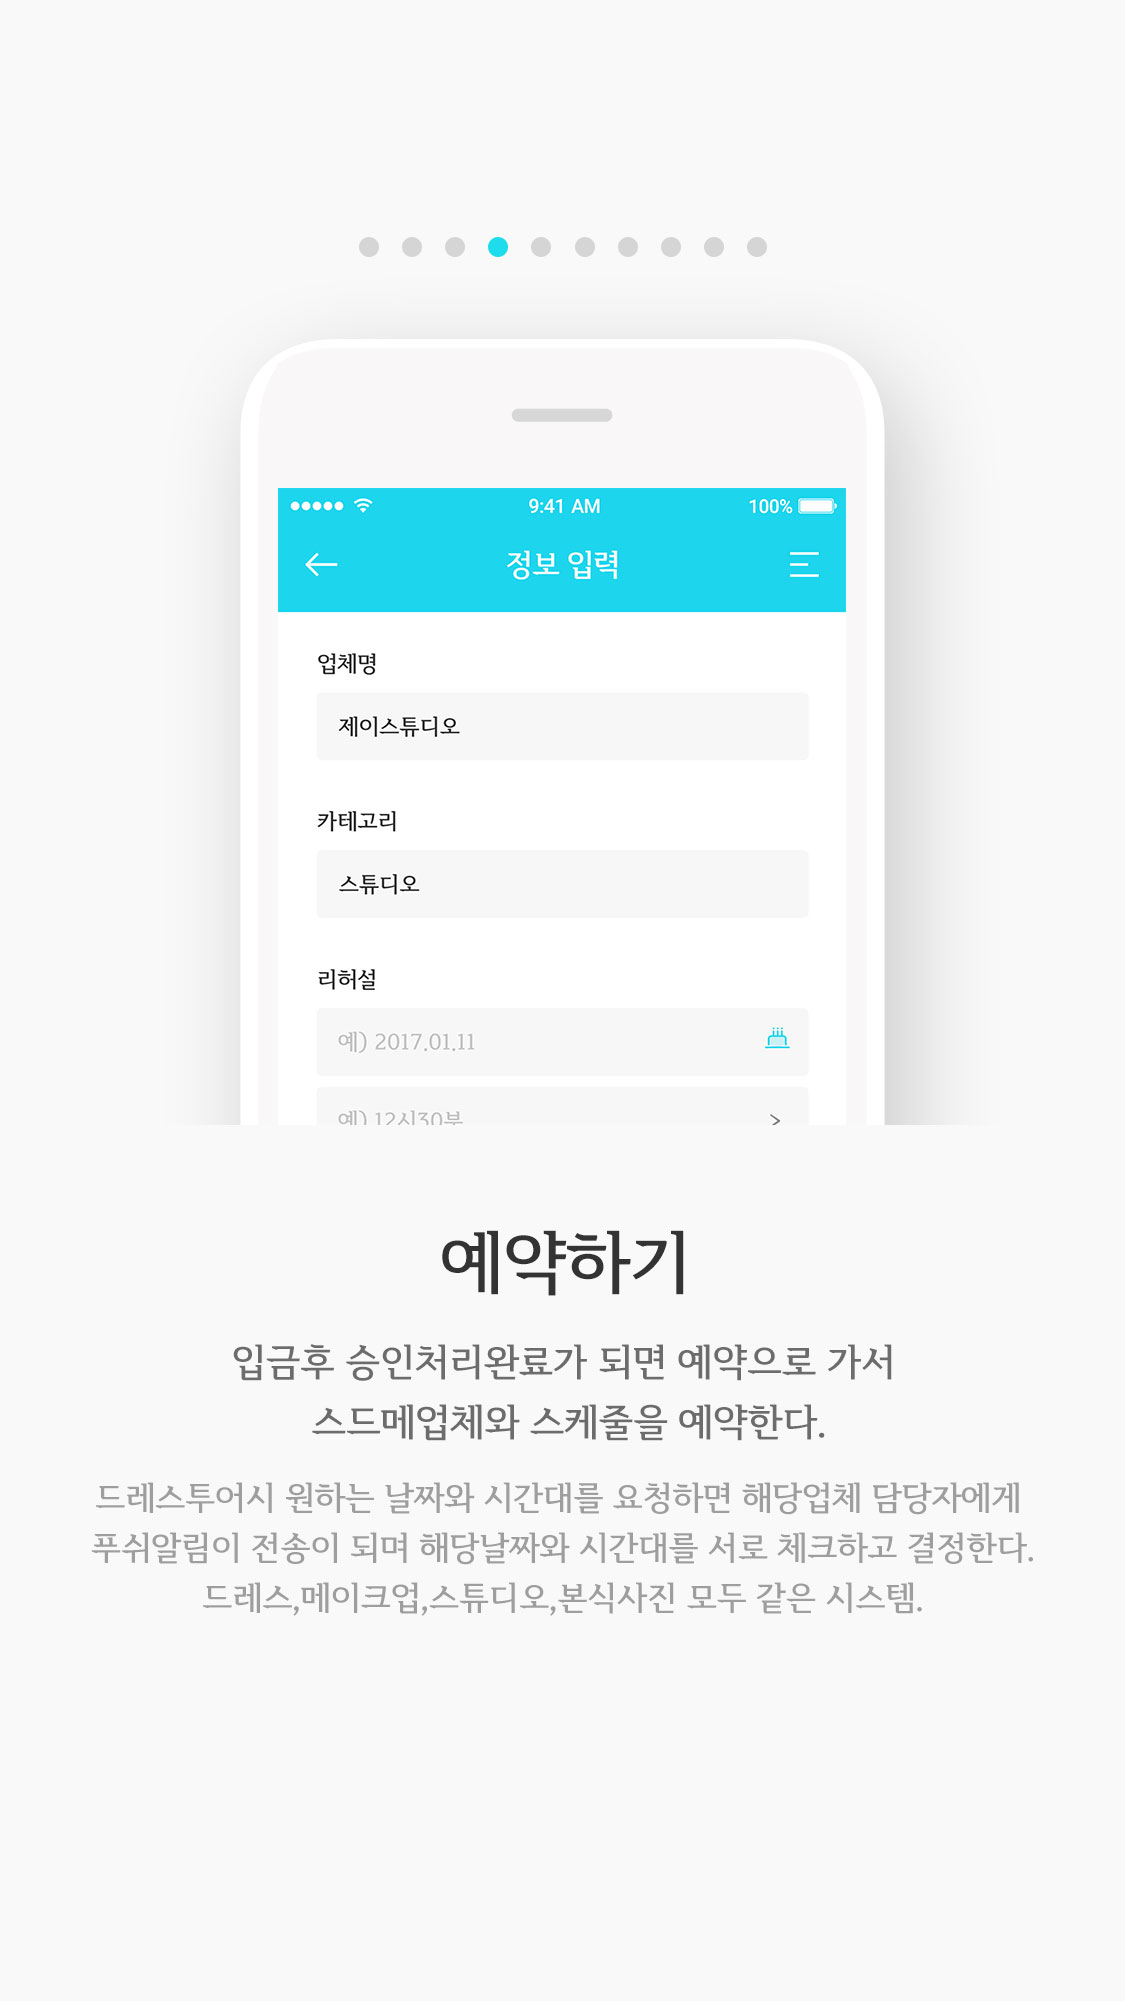 9:41 AM
100%
정보 입력
업체명
제이스튜디오
카테고리
스튜디오
리허설
예) 2017.01.11
예) 12시30분
예약하기
입금후 승인처리완료가 되면 예약으로 가서
스드메업체와 스케줄을 예약한다.
드레스투어시 원하는 날짜와 시간대를 요청하면 해당업체 담당자에게
푸쉬알림이 전송이 되며 해당날짜와 시간대를 서로 체크하고 결정한다.
드레스,메이크업,스튜디오,본식사진 모두 같은 시스템.